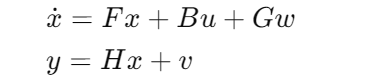 ẋ = Fx + Bu + Gw
y = Hx + v